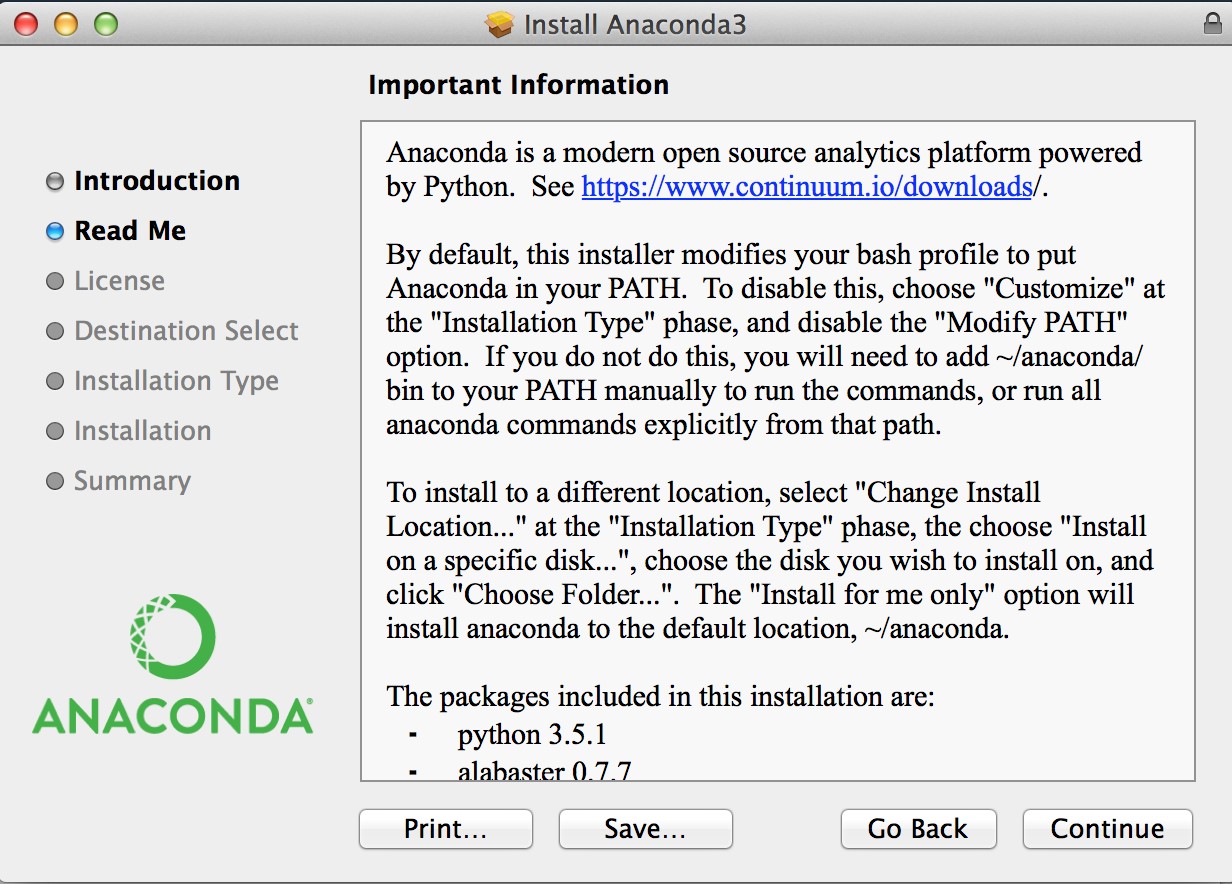 Install Anaconda3
Important Information
Introduction
Read Me
License
Destination Select
Installation Type
Installation
Summary
ANACONDA®
Anaconda is a modern open source analytics platform powered
by Python.  See https://www.continuum.io/downloads/.
By default, this installer modifies your bash profile to put
Anaconda in your PATH.  To disable this, choose "Customize" at
the "Installation Type" phase, and disable the "Modify PATH"
option.  If you do not do this, you will need to add ~/anaconda/
bin to your PATH manually to run the commands, or run all
anaconda commands explicitly from that path.
To install to a different location, select "Change Install
Location..." at the "Installation Type" phase, the choose "Install
on a specific disk...", choose the disk you wish to install on, and
click "Choose Folder...".  The "Install for me only" option will
install anaconda to the default location, ~/anaconda.
The packages included in this installation are:
- python 3.5.1
- alabaster 0.7.7
Print...
Save...
Go Back
Continue